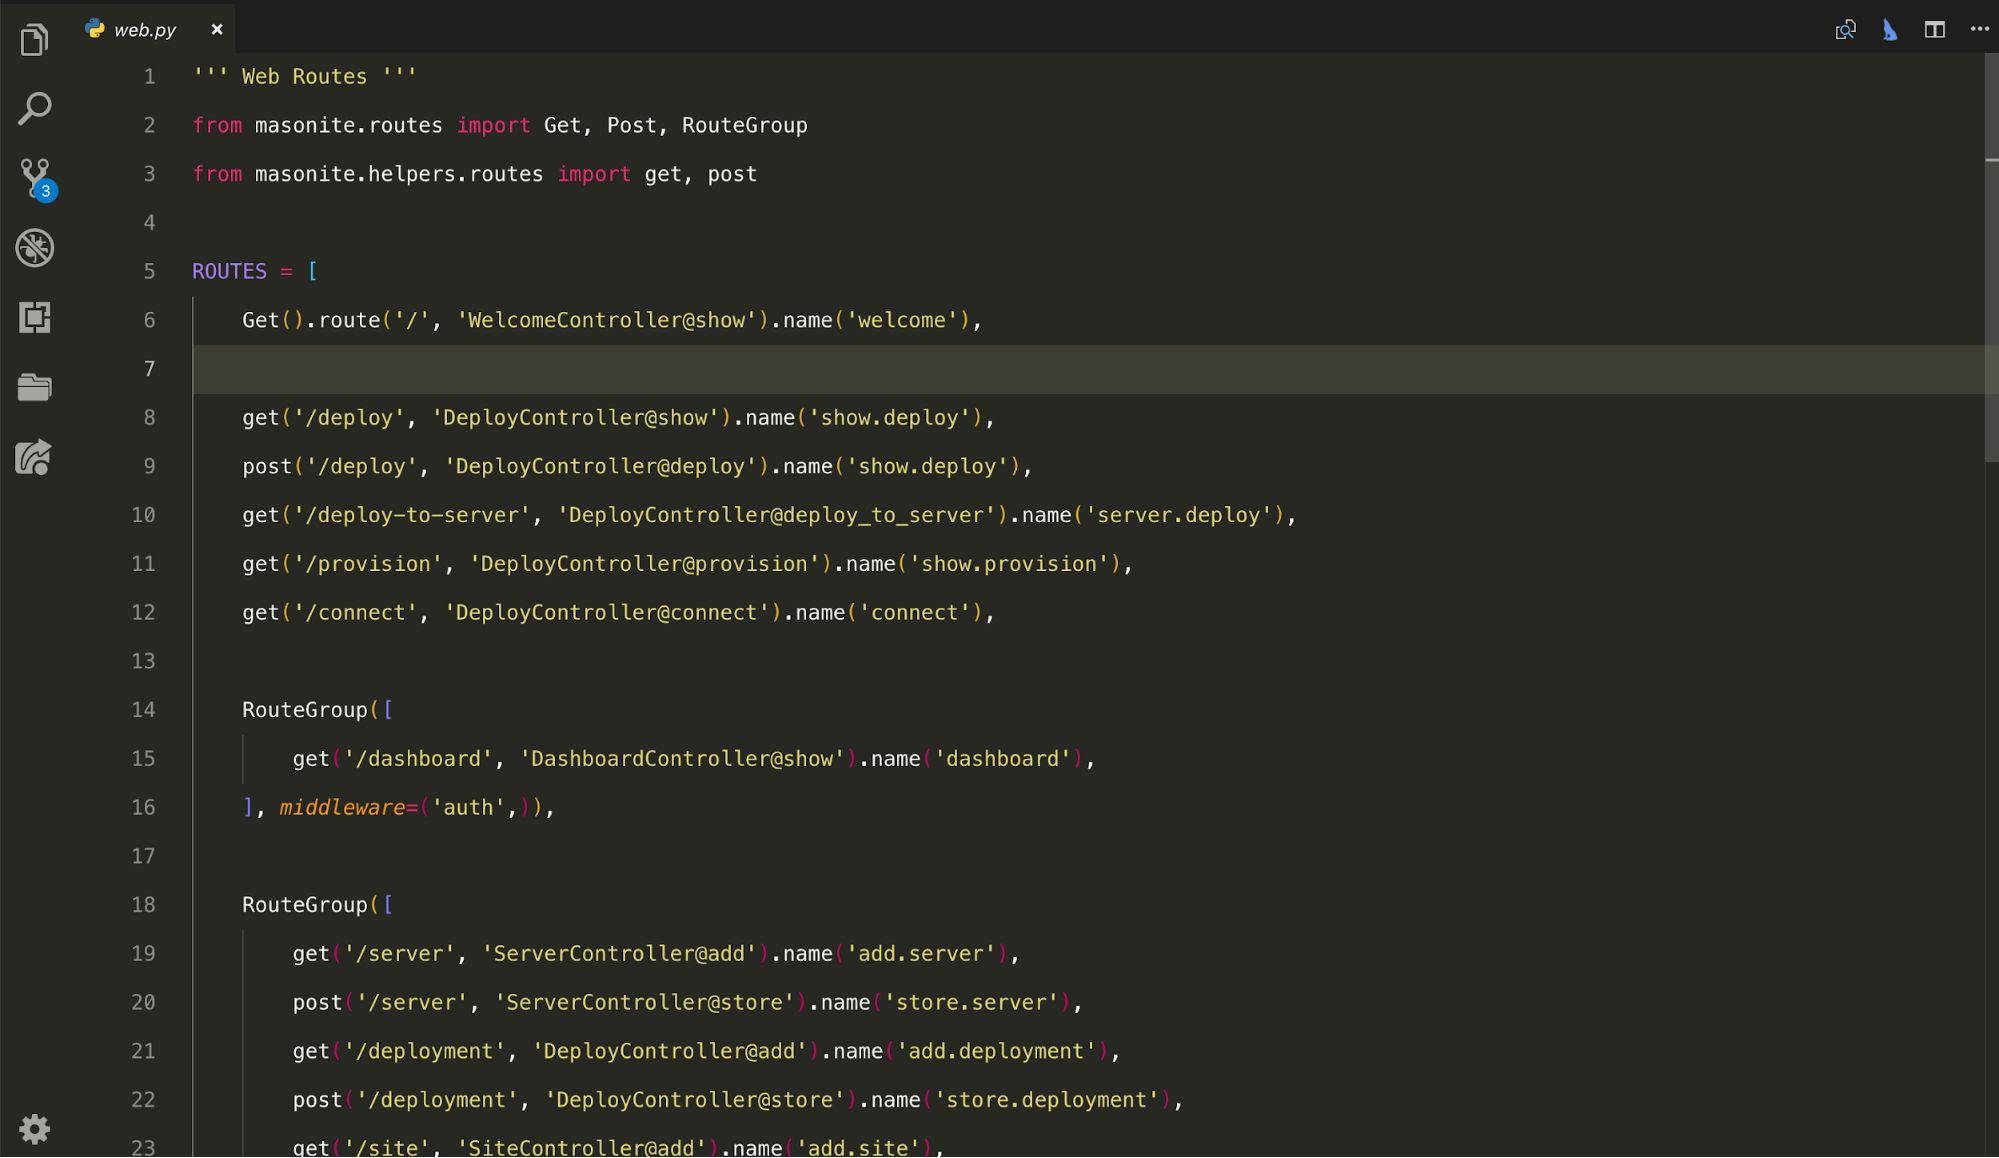 web.py ×
1 ''' Web Routes '''
2 from masonite.routes import Get, Post, RouteGroup
3 from masonite.helpers.routes import get, post
4
5 ROUTES = [
6     Get().route('/', 'WelcomeController@show').name('welcome'),
7
8     get('/deploy', 'DeployController@show').name('show.deploy'),
9     post('/deploy', 'DeployController@deploy').name('show.deploy'),
10     get('/deploy-to-server', 'DeployController@deploy_to_server').name('server.deploy'),
11     get('/provision', 'DeployController@provision').name('show.provision'),
12     get('/connect', 'DeployController@connect').name('connect'),
13
14     RouteGroup([
15         get('/dashboard', 'DashboardController@show').name('dashboard'),
16     ], middleware=('auth',)),
17
18     RouteGroup([
19         get('/server', 'ServerController@add').name('add.server'),
20         post('/server', 'ServerController@store').name('store.server'),
21         get('/deployment', 'DeployController@add').name('add.deployment'),
22         post('/deployment', 'DeployController@store').name('store.deployment'),
23         get('/site', 'SiteController@add').name('add.site'),
3